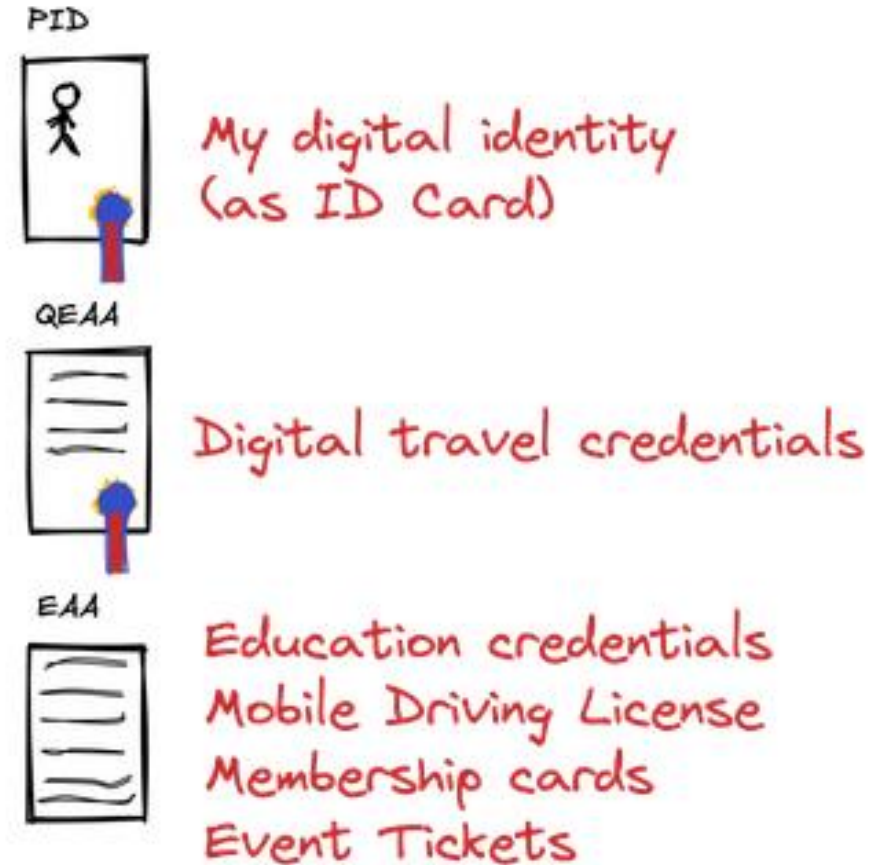 PID
My digital identity
(as ID Card)
QEAA
Digital travel credentials
EAA
Education credentials
Mobile Driving License
Membership cards
Event Tickets